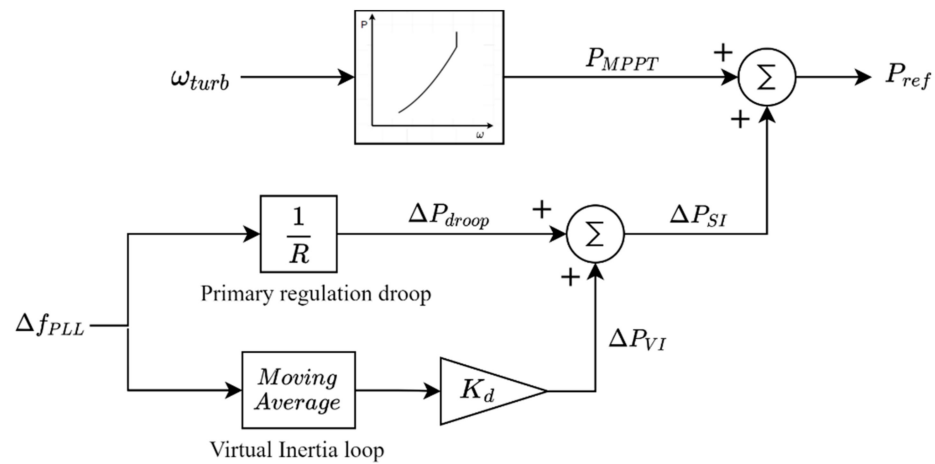 P
ω
ω_turb
P_MPPT
+
Σ
P_ref
+
1
R
ΔP_droop
+
Σ
ΔP_SI
+
Primary regulation droop
Δf_PLL
ΔP_VI
Moving
Average
K_d
Virtual Inertia loop